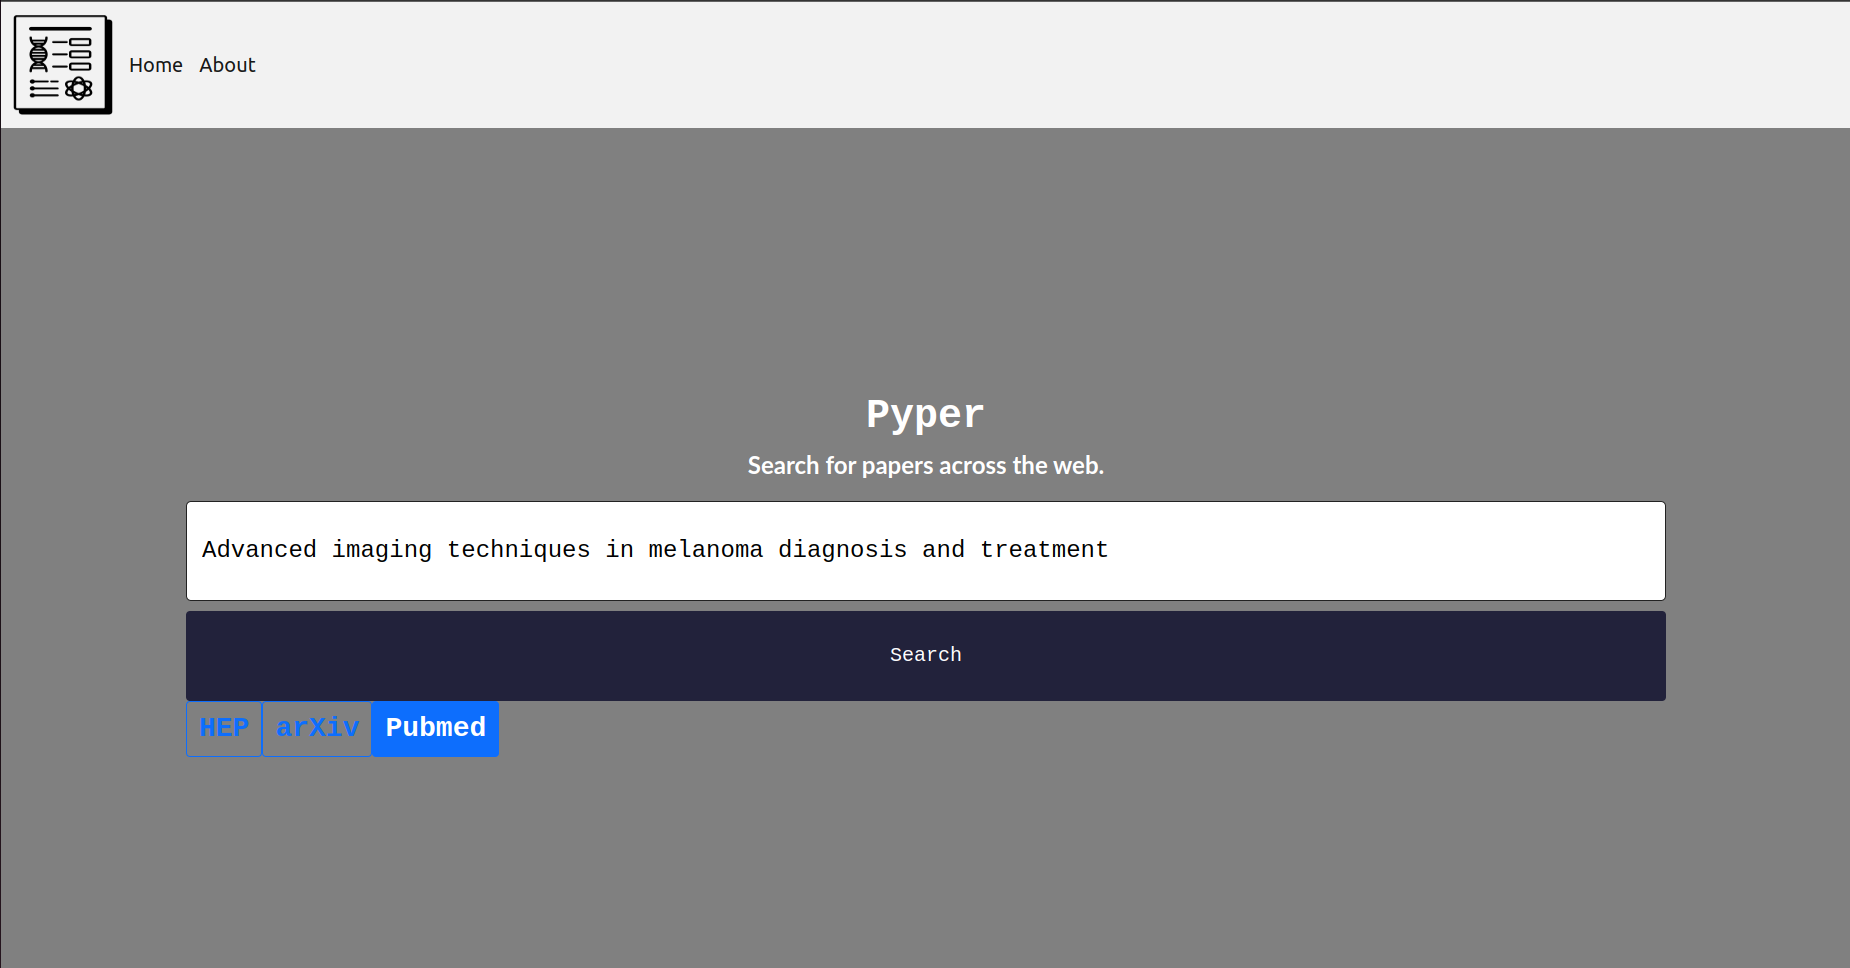 Home About
Pyper
Search for papers across the web.
Advanced imaging techniques in melanoma diagnosis and treatment
Search
HEP arXiv Pubmed